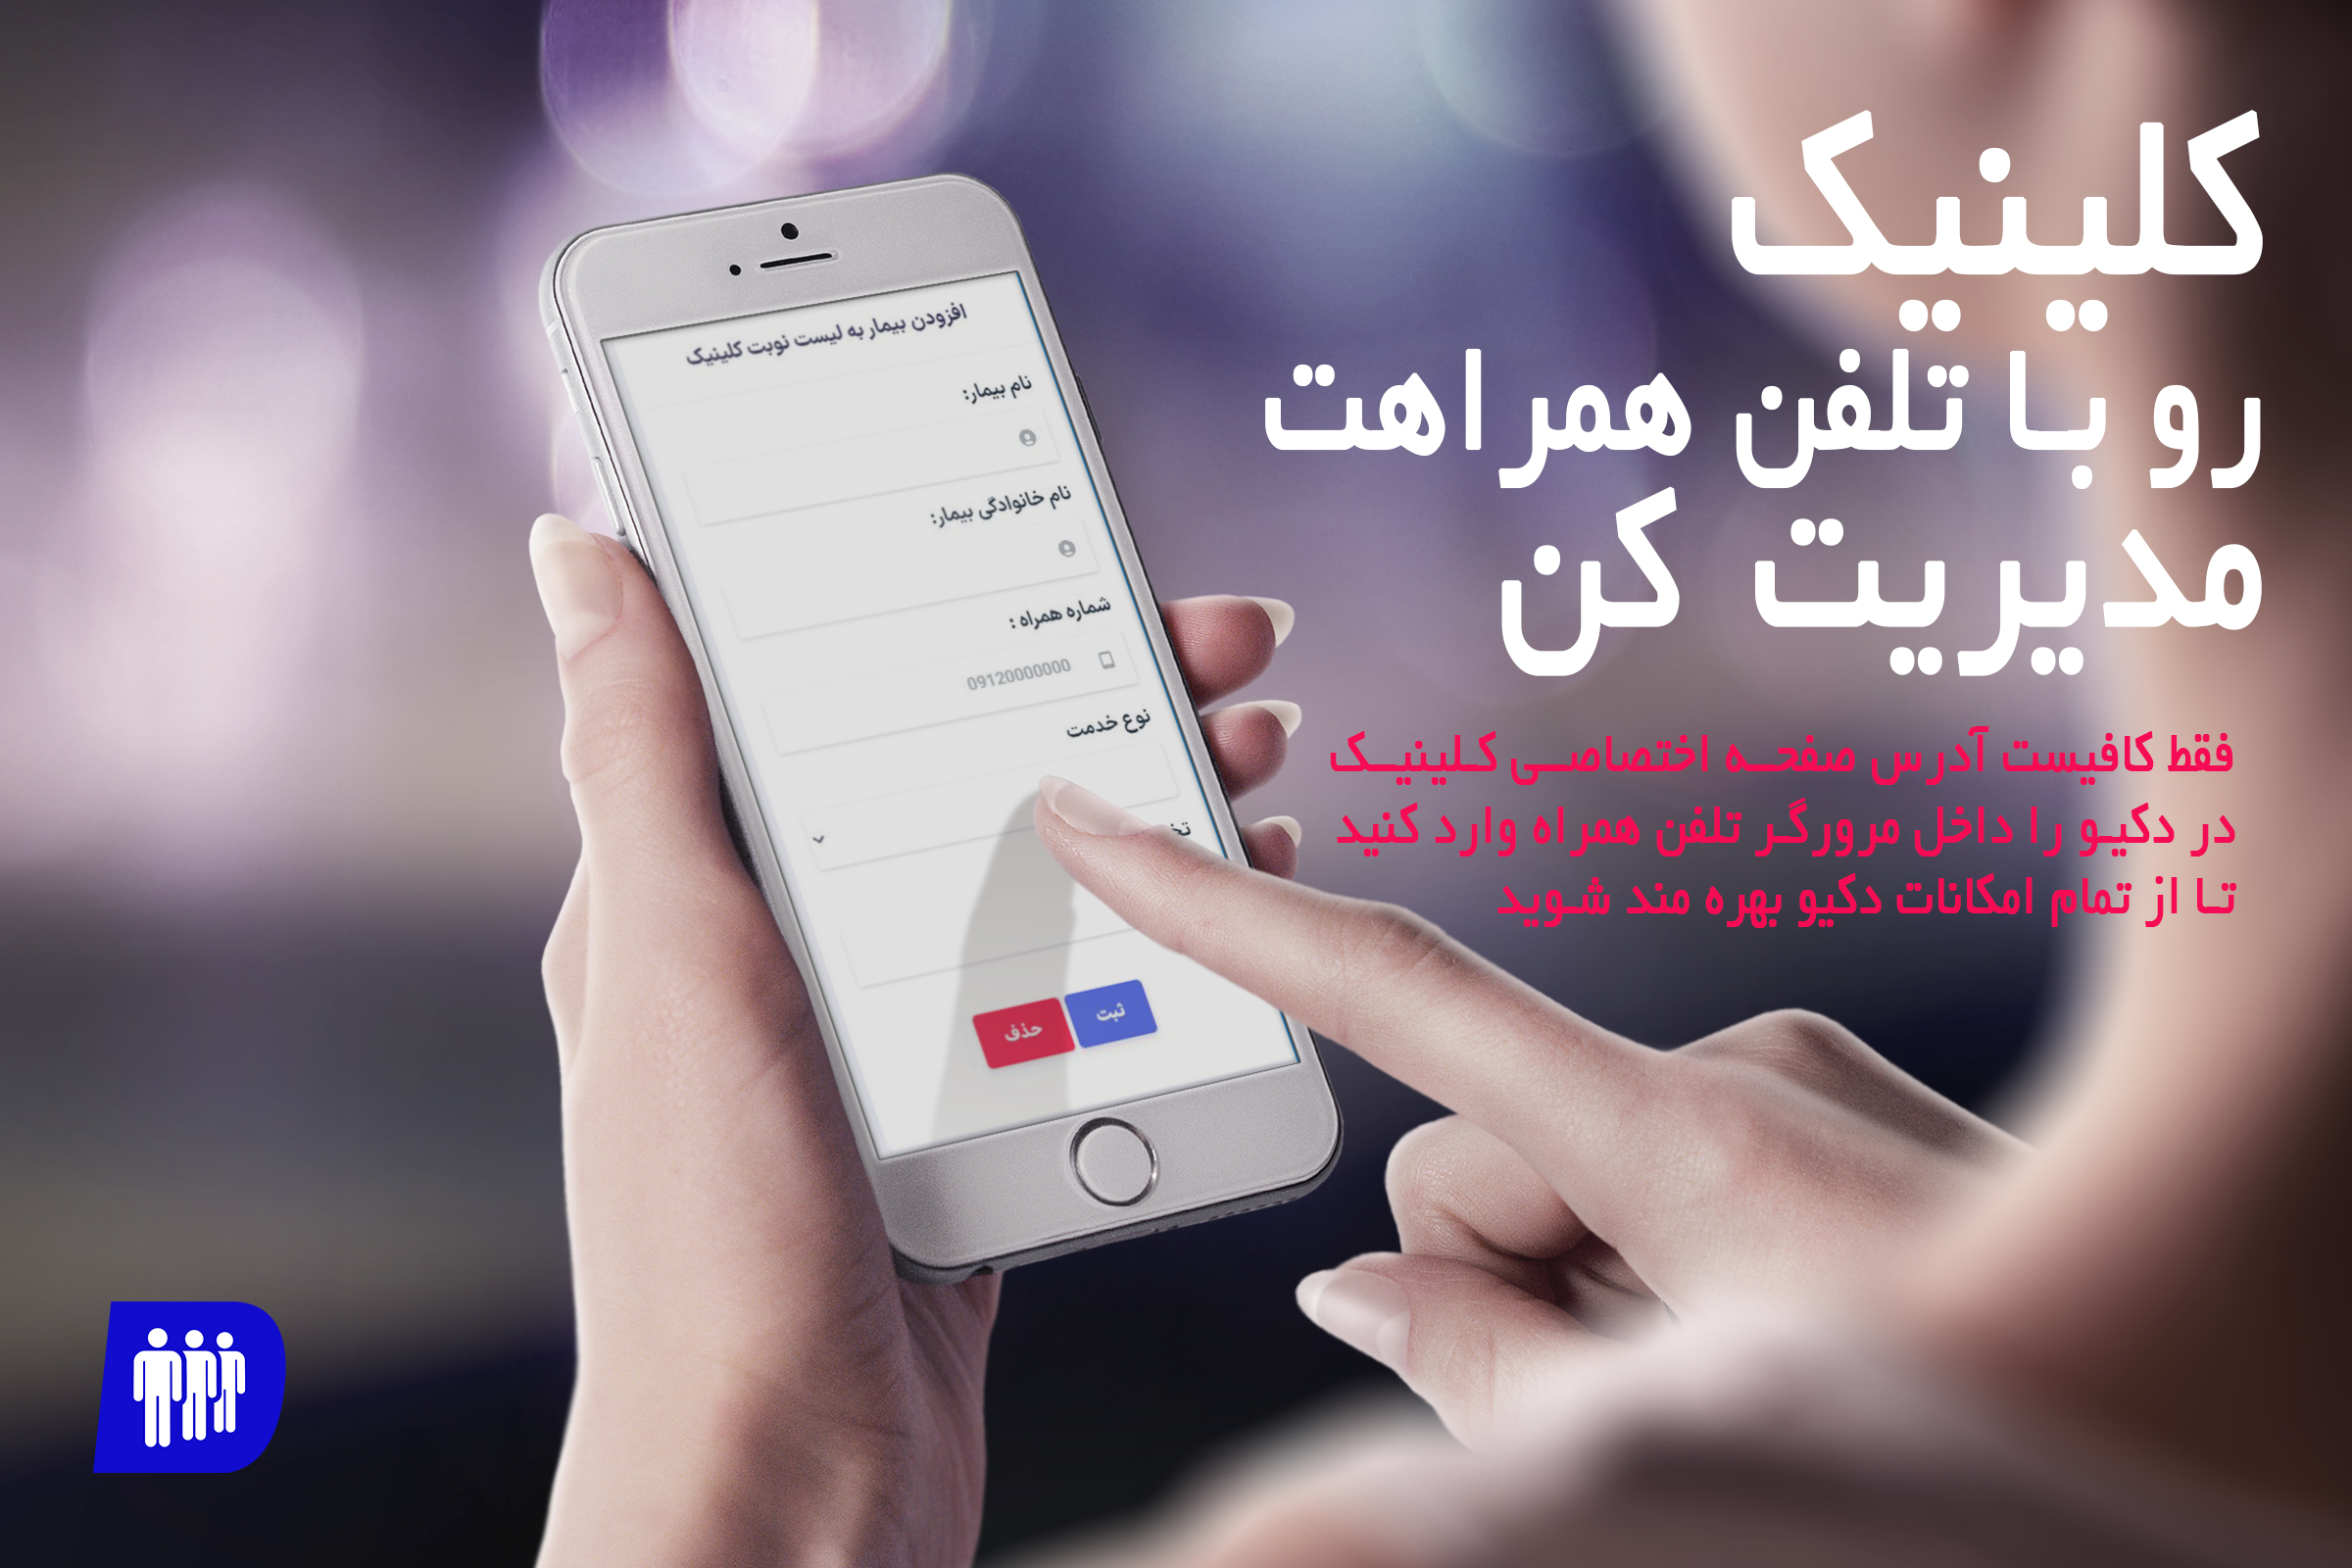 کلینیک
رو با تلفن همراهت
مدیریت کن
فقط کافیست آدرس صفحه اختصاصی کلینیک
در دکیو را داخل مرورگر تلفن همراه وارد کنید
تا از تمام امکانات دکیو بهره مند شوید
افزودن بیمار به لیست نوبت کلینیک
نام بیمار:
نام خانوادگی بیمار:
شماره همراه :
09120000000
نوع خدمت
ثبت
حذف